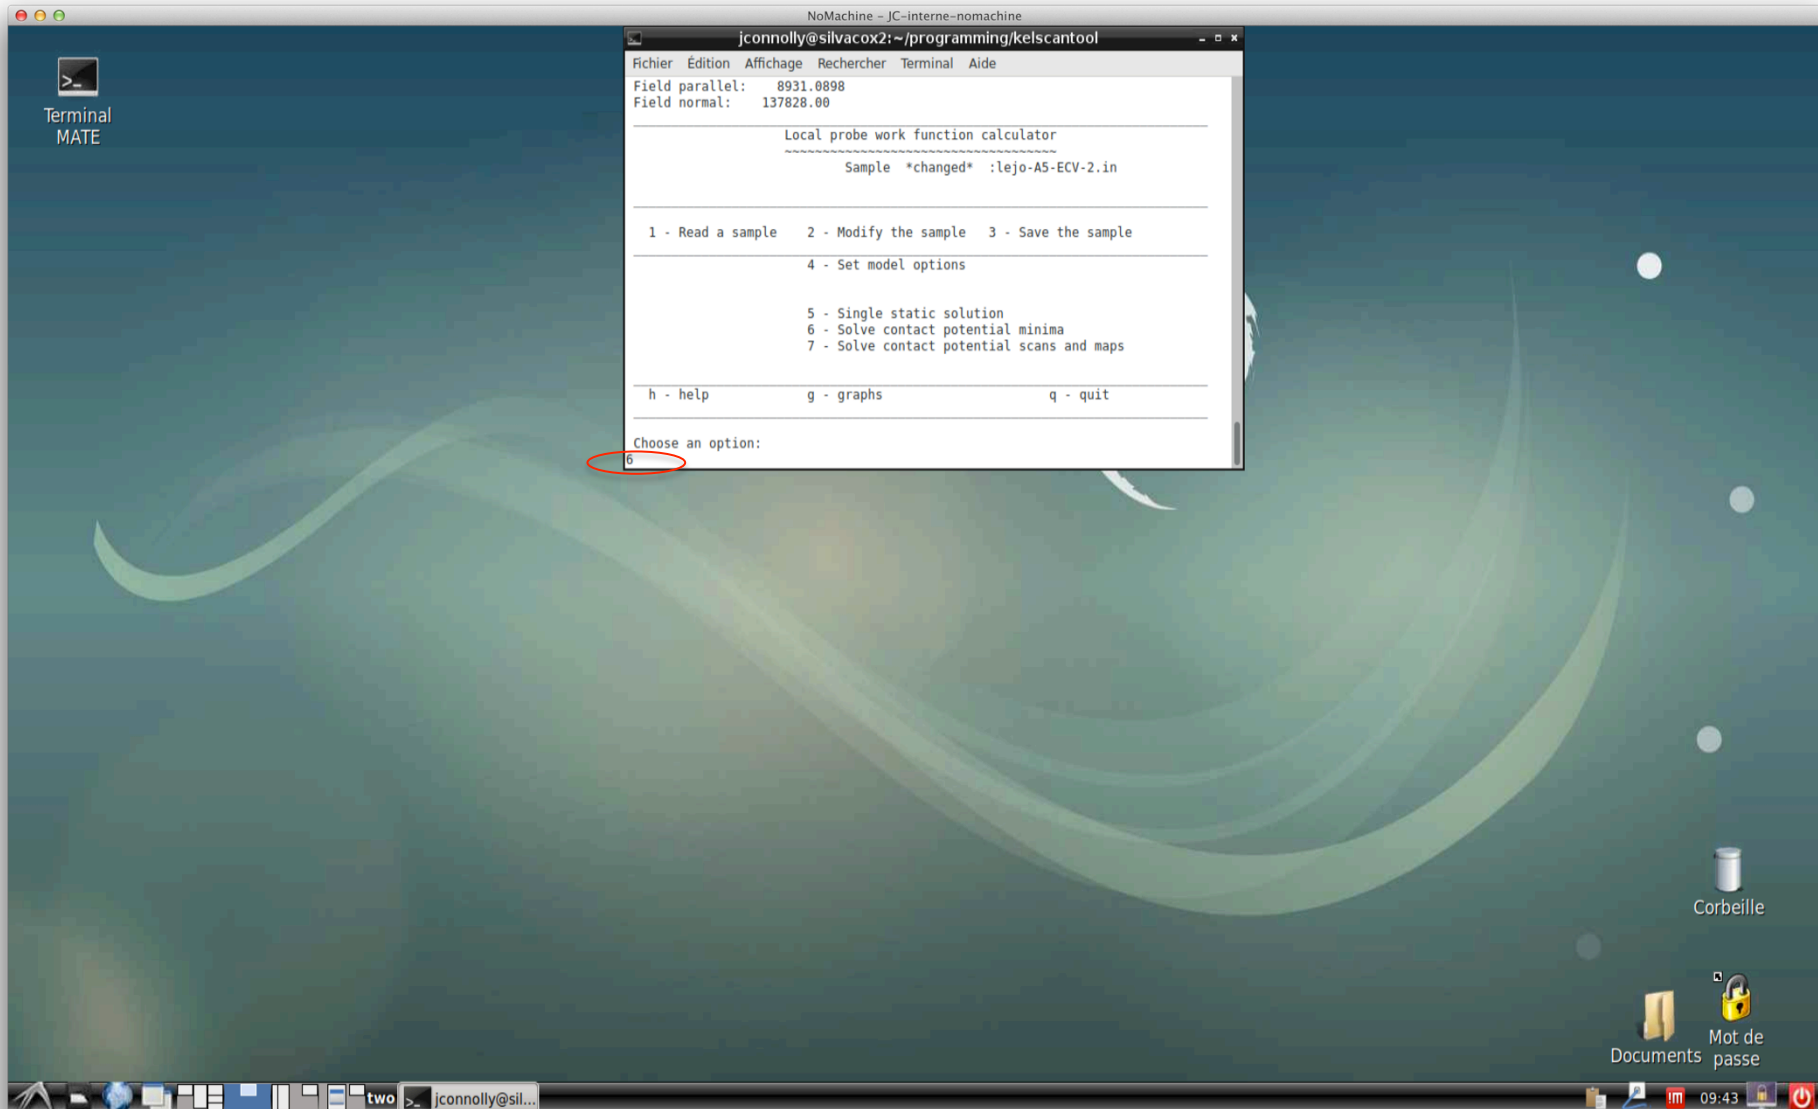 NoMachine - JC-interne-nomachine
jconnolly@silvacox2:~/programming/kelscantool
Fichier Édition Affichage Rechercher Terminal Aide
Field parallel: 8931.0898
Field normal: 137828.00
Local probe work function calculator
~~~~~~~~~~~~~~~~~~~~~~~~~~~~~~~~~~~~
Sample *changed* :lejo-A5-ECV-2.in
1 - Read a sample 2 - Modify the sample 3 - Save the sample
4 - Set model options
5 - Single static solution
6 - Solve contact potential minima
7 - Solve contact potential scans and maps
h - help g - graphs q - quit
Choose an option:
6
Terminal
MATE
Corbeille
Documents
Mot de
passe
two
jconnolly@sil...
!M
09:43